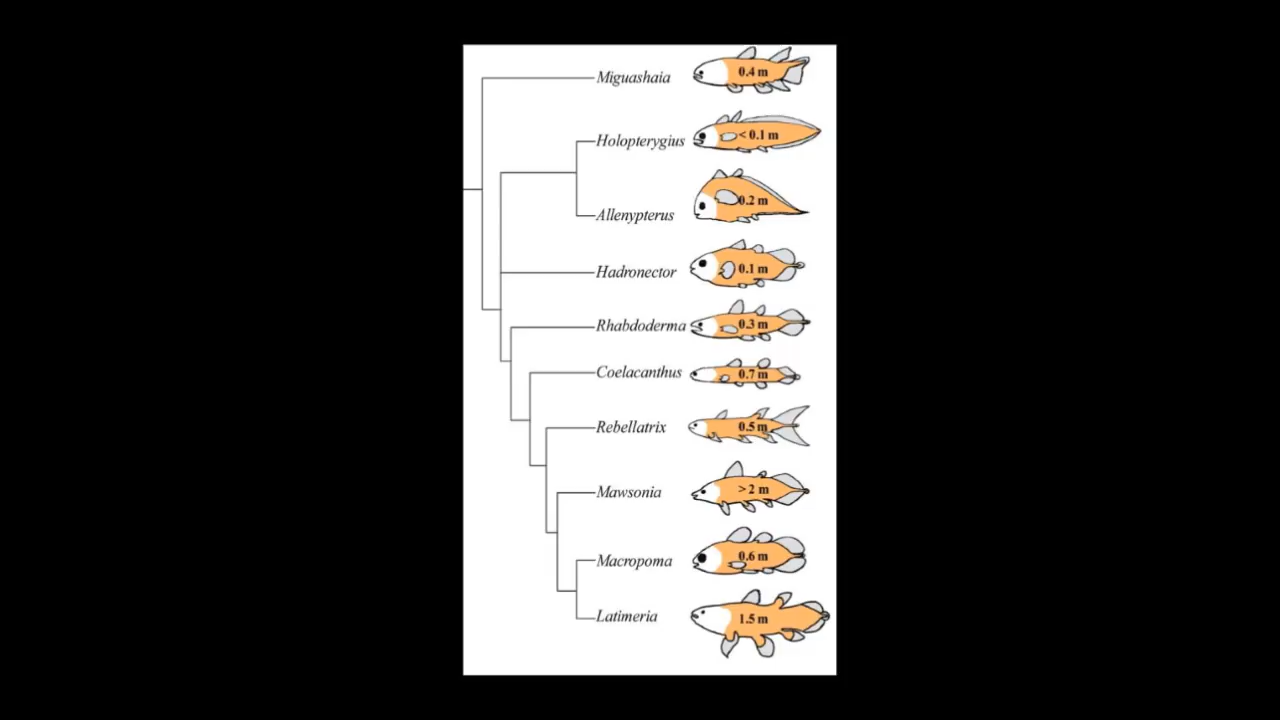 Miguashaia 0.4 m
Holopterygius < 0.1 m
Allenypterus 0.2 m
Hadronector 0.1 m
Rhabdoderma 0.3 m
Coelacanthus 0.7 m
Rebellatrix 0.5 m
Mawsonia > 2 m
Macropoma 0.6 m
Latimeria 1.5 m